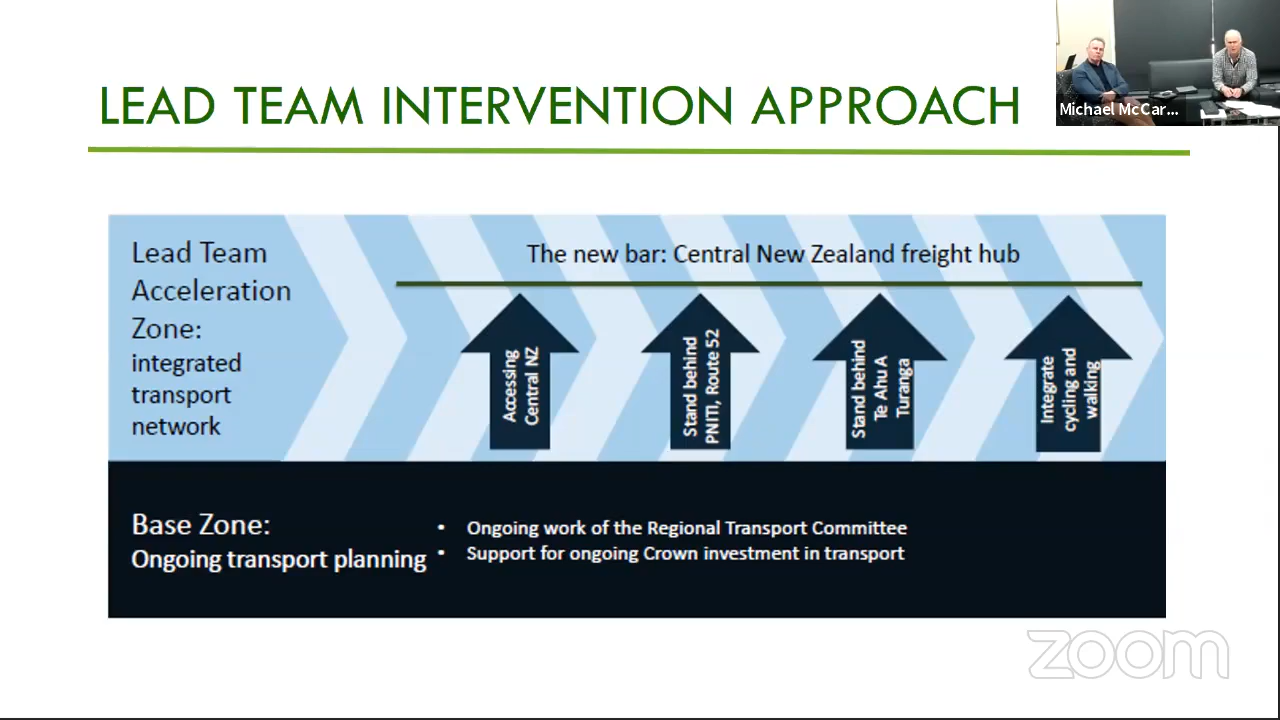 LEAD TEAM INTERVENTION APPROACH
Michael McCar...
Lead Team
Acceleration
Zone:
integrated
transport
network
The new bar: Central New Zealand freight hub
Accessing
Central NZ
Stand behind
PNITI, Route 52
Stand behind
Te Ahu A
Turanga
Integrate
cycling and
walking
Base Zone:
Ongoing transport planning
• Ongoing work of the Regional Transport Committee
• Support for ongoing Crown investment in transport
zoom